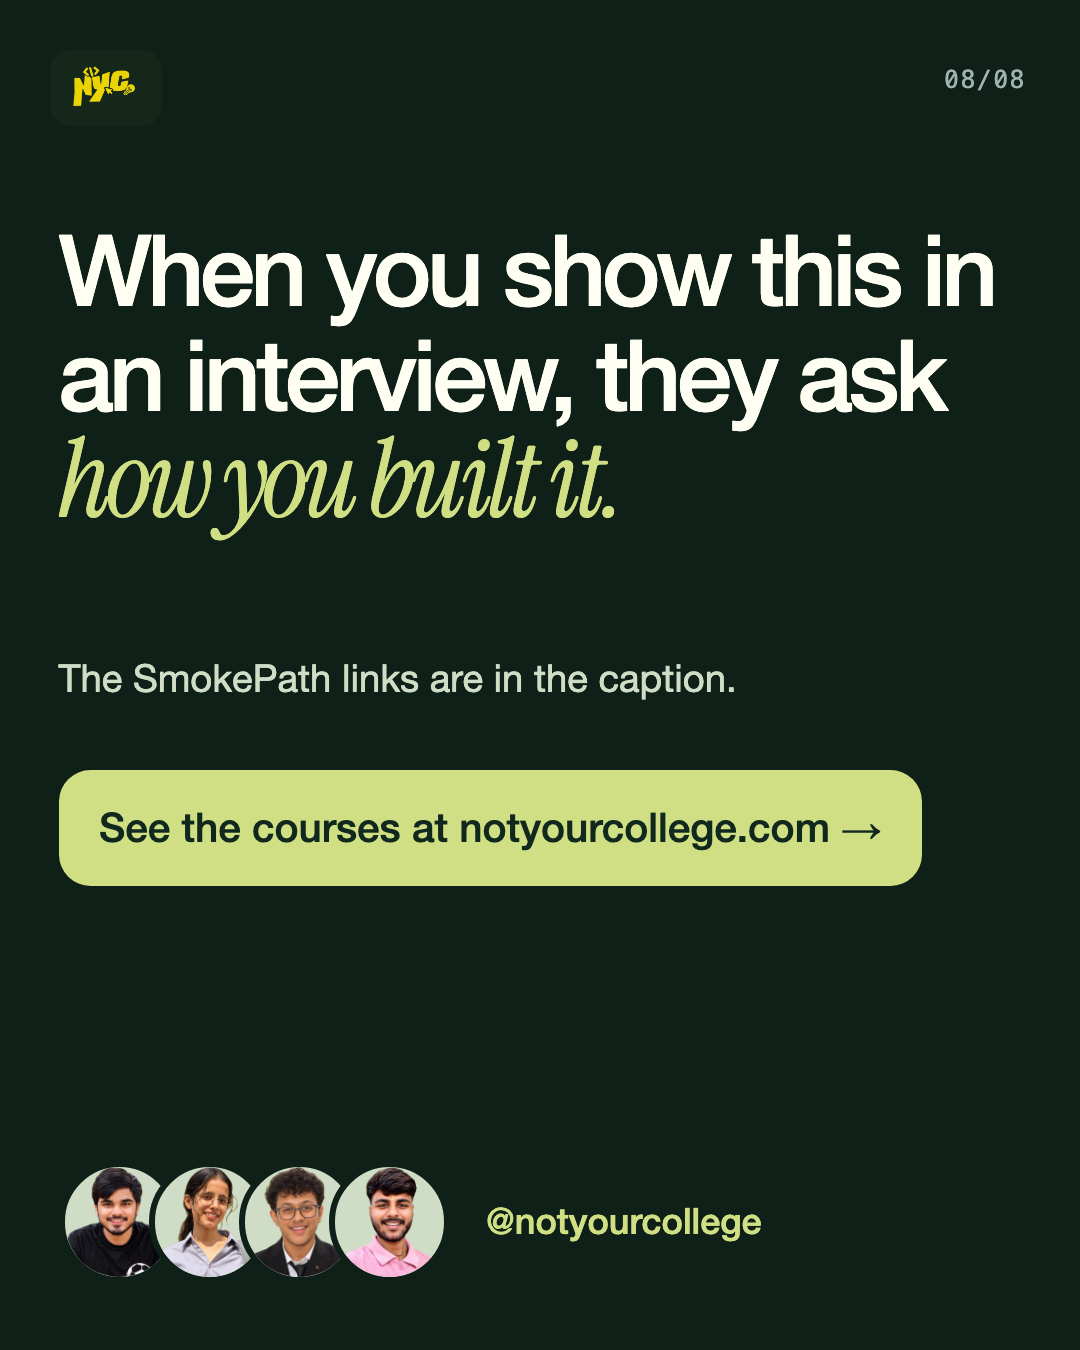 NYC
08/08
When you show this in
an interview, they ask
how you built it.
The SmokePath links are in the caption.
See the courses at notyourcollege.com →
@notyourcollege